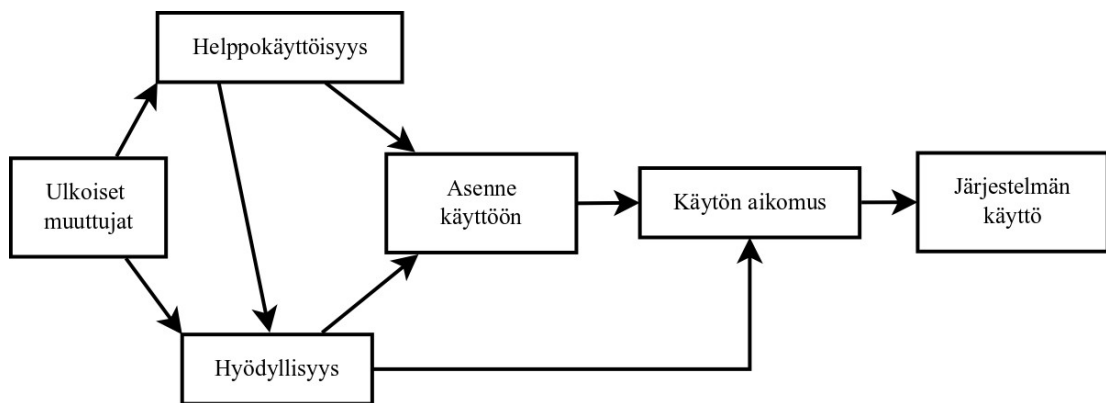 Helppokäyttöisyys
Ulkoiset
muuttujat
Asenne
käyttöön
Käytön aikomus
Järjestelmän
käyttö
Hyödyllisyys